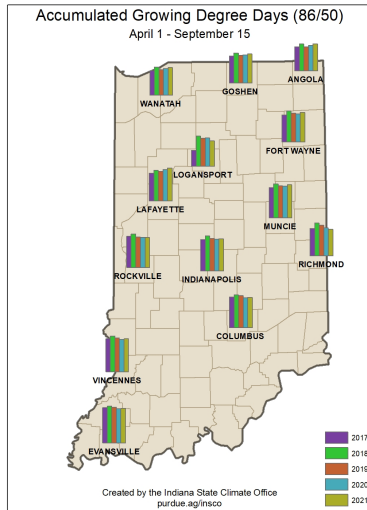 Accumulated Growing Degree Days (86/50)
April 1 - September 15
ANGOLA
GOSHEN
WANATAH
FORT WAYNE
LOGANSPORT
LAFAYETTE
MUNCIE
RICHMOND
ROCKVILLE
INDIANAPOLIS
COLUMBUS
VINCENNES
EVANSVILLE
2017
2018
2019
2020
2021
Created by the Indiana State Climate Office
purdue.ag/insco